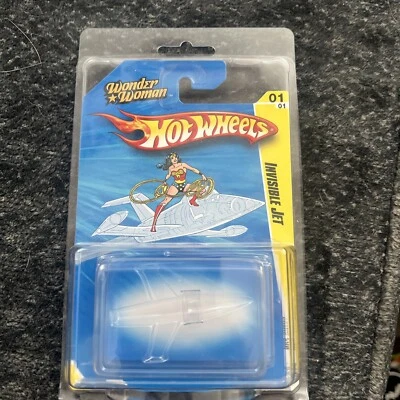 Wonder
Woman
01
01
HOT WHEELS
INVISIBLE JET